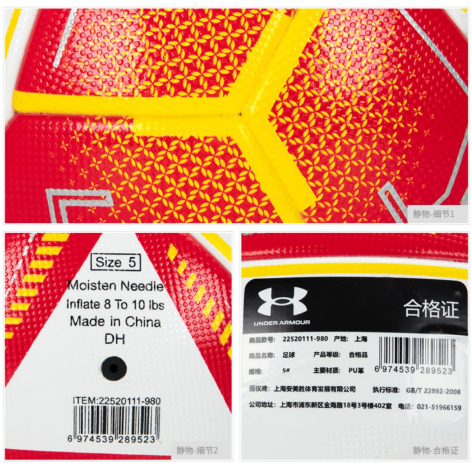 静物-细节1
Size 5
Moisten Needle
Inflate 8 To 10 lbs
Made in China
DH
ITEM:22520111-980
6 974539 289523
静物-细节2
UNDER ARMOUR
合格证
商品款号: 22520111-980 产地: 上海
商品名称: 足球 产品等级: 合格品
规格: 5# 主要材质: PU革
6 974539 289523
授权商: 上海安美胜体育发展有限公司 执行标准: GB/T 22892-2008
公司地址: 上海市浦东新区金海路18号3号楼402室 电话: 021-51966159
静物-合格证